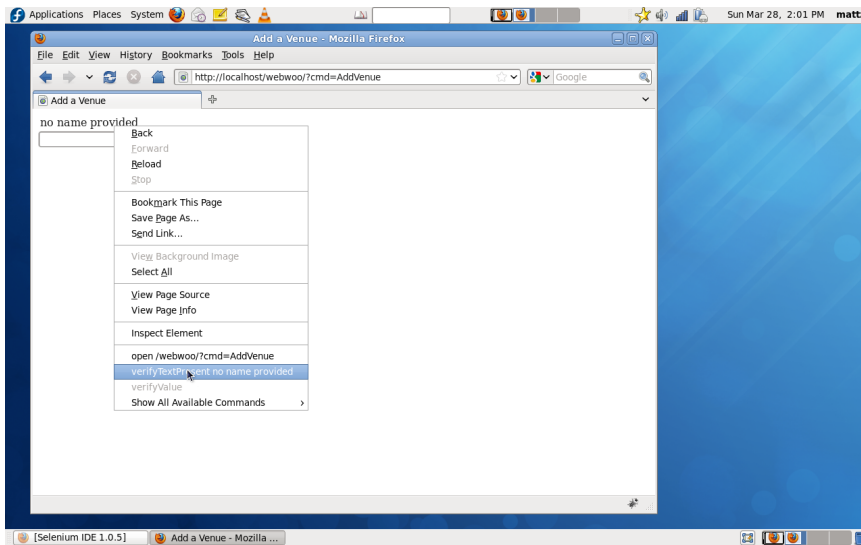 Applications Places System
Sun Mar 28, 2:01 PM matt
Add a Venue - Mozilla Firefox
File Edit View History Bookmarks Tools Help
http://localhost/webwoo/?cmd=AddVenue
Google
Add a Venue
no name provided
Back
Forward
Reload
Stop
Bookmark This Page
Save Page As...
Send Link...
View Background Image
Select All
View Page Source
View Page Info
Inspect Element
open /webwoo/?cmd=AddVenue
verifyTextPresent no name provided
verifyValue
Show All Available Commands
[Selenium IDE 1.0.5]
Add a Venue - Mozilla ...